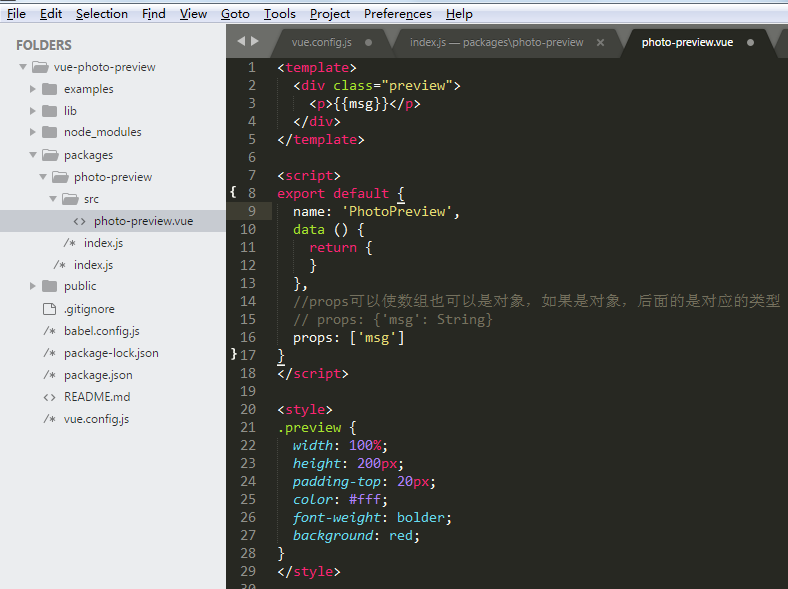 File Edit Selection Find View Goto Tools Project Preferences Help
FOLDERS
vue-photo-preview
examples
lib
node_modules
packages
photo-preview
src
<> photo-preview.vue
/* index.js
/* index.js
public
.gitignore
/* babel.config.js
/* package-lock.json
/* package.json
<> README.md
/* vue.config.js
vue.config.js
index.js — packages\photo-preview
photo-preview.vue
1 <template>
2 <div class="preview">
3 <p>{{msg}}</p>
4 </div>
5 </template>
6
7 <script>
8 export default {
9 name: 'PhotoPreview',
10 data () {
11 return {
12 }
13 },
14 //props可以使数组也可以是对象，如果是对象，后面的是对应的类型
15 // props: {'msg': String}
16 props: ['msg']
17 }
18 </script>
19
20 <style>
21 .preview {
22 width: 100%;
23 height: 200px;
24 padding-top: 20px;
25 color: #fff;
26 font-weight: bolder;
27 background: red;
28 }
29 </style>
30